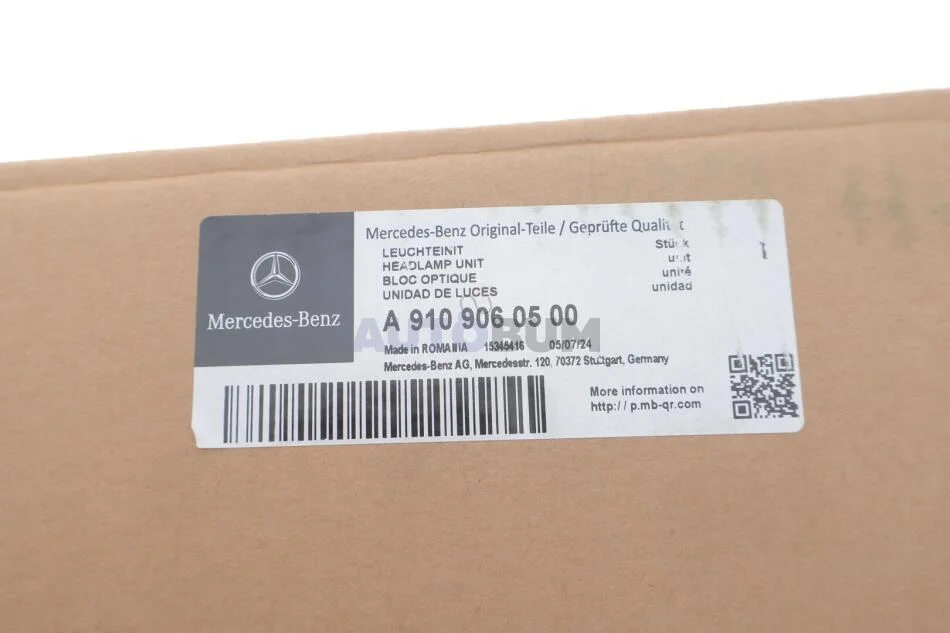 Mercedes-Benz Original-Teile / Geprüfte Qualität
LEUCHTEINIT
HEADLAMP UNIT
BLOC OPTIQUE
UNIDAD DE LUCES
Stück
unit
unité
unidad
1
Mercedes-Benz
A 910 906 05 00
AUTOBUM
Made in ROMANIA 15345416 05/07/24
Mercedes-Benz AG, Mercedesstr. 120, 70372 Stuttgart, Germany
More information on
http:// p.mb-qr.com